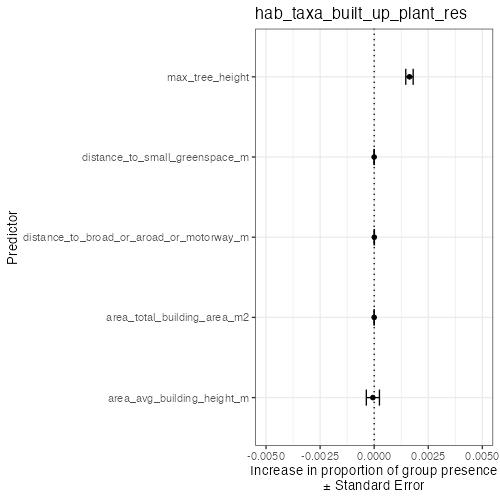 hab_taxa_built_up_plant_res
max_tree_height
distance_to_small_greenspace_m
distance_to_broad_or_aroad_or_motorway_m
area_total_building_area_m2
area_avg_building_height_m
Predictor
-0.0050 -0.0025 0.0000 0.0025 0.0050
Increase in proportion of group presence
± Standard Error